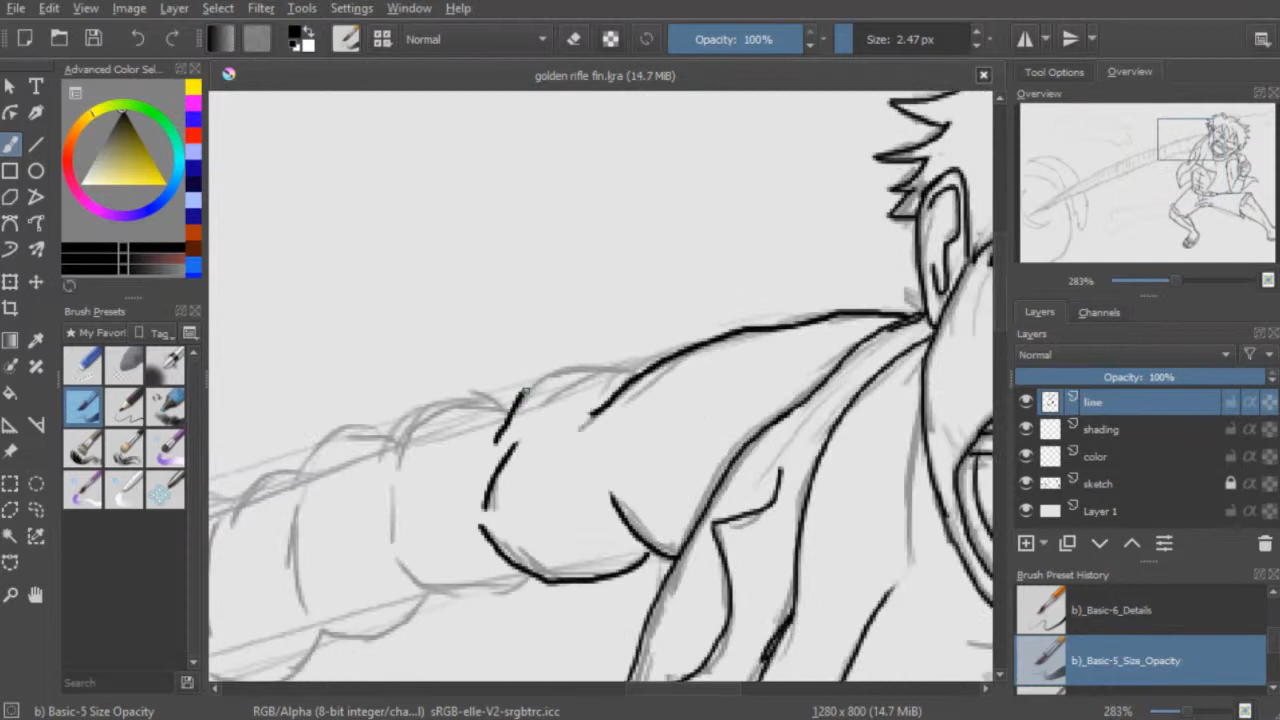 File Edit View Image Layer Select Filter Tools Settings Window Help
Normal Opacity: 100% Size: 2.47 px
Advanced Color Sel...
golden rifle fin.kra (14.7 MiB)
Tool Options Overview
Overview
283%
Brush Presets
My Favori Tag
Search
Layers Channels
Layers
Normal
Opacity: 100%
line
shading
color
sketch
Layer 1
Brush Preset History
b)_Basic-6_Details
b)_Basic-5_Size_Opacity
b) Basic-5 Size Opacity RGB/Alpha (8-bit integer/cha...l) sRGB-elle-V2-srgbtrc.icc 1280 x 800 (14.7 MiB) 283%